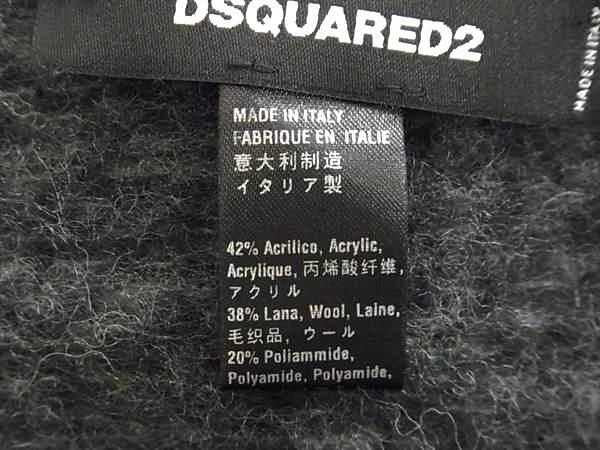 DSQUARED2
MADE IN ITALY
MADE IN ITALY
FABRIQUE EN ITALIE
意大利制造
イタリア製
42% Acrilico, Acrylic,
Acrylique, 丙烯酸纤维,
アクリル
38% Lana, Wool, Laine,
毛织品, ウール
20% Poliammide,
Polyamide, Polyamide,